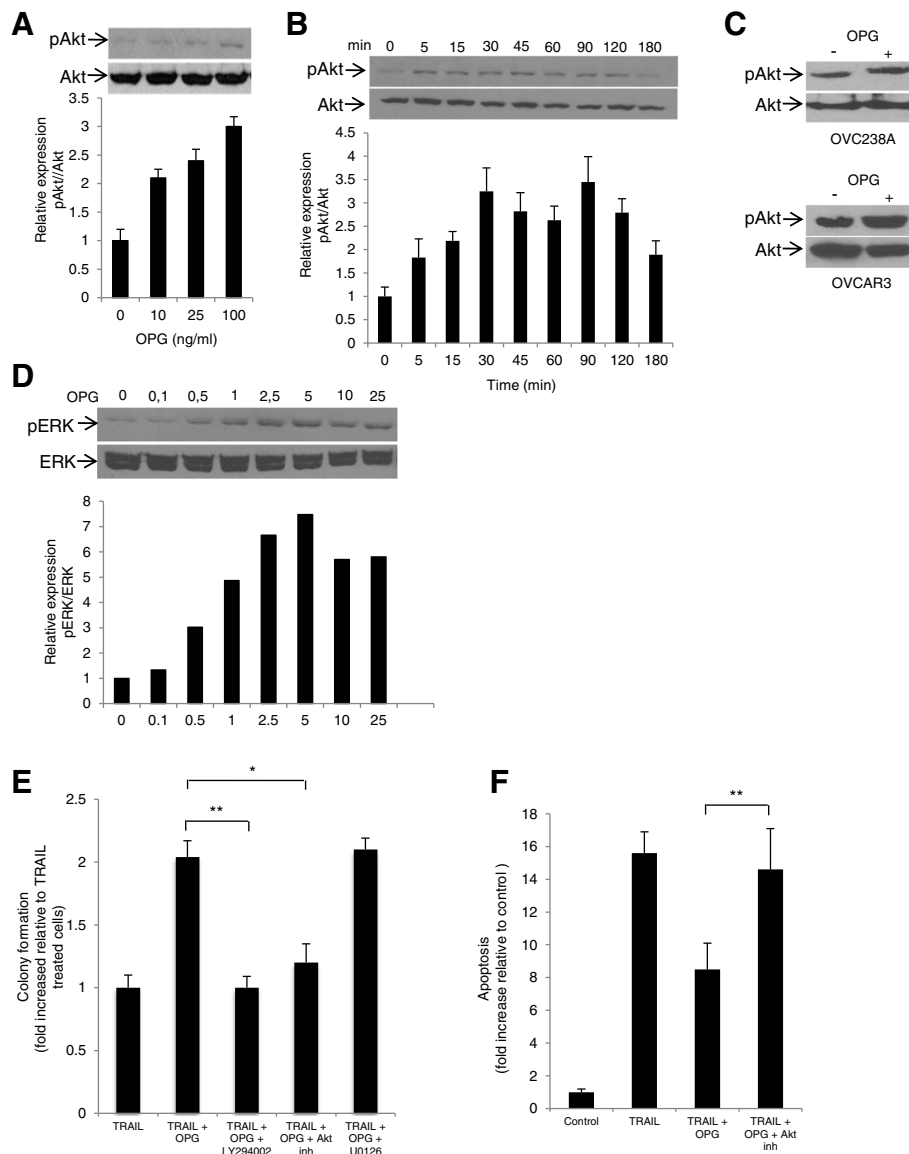 A
pAkt
Akt
Relative expression
pAkt//Akt
3.5
3
2.5
2
1.5
1
0.5
0
0 10 25 100
OPG (ng/ml)
B
min 0 5 15 30 45 60 90 120 180
pAkt
Akt
Relative expression
pAkt/Akt
4.5
4
3.5
3
2.5
2
1.5
1
0.5
0
0 5 15 30 45 60 90 120 180
Time (min)
C
OPG
- +
pAkt
Akt
OVC238A
OPG
- +
pAkt
Akt
OVCAR3
D
OPG 0 0,1 0,5 1 2,5 5 10 25
pERK
ERK
Relative expression
pERK/ERK
8
7
6
5
4
3
2
1
0
0 0.1 0.5 1 2.5 5 10 25
E
Colony formation
(fold increased relative to TRAIL
treated cells)
2.5
2
1.5
1
0.5
0
*
**
TRAIL
TRAIL +
OPG
TRAIL +
OPG +
LY294002
TRAIL +
OPG + Akt
inh
TRAIL +
OPG +
U0126
F
Apoptosis
(fold increase relative to control )
18
16
14
12
10
8
6
4
2
0
**
Control
TRAIL
TRAIL +
OPG
TRAIL +
OPG + Akt
inh